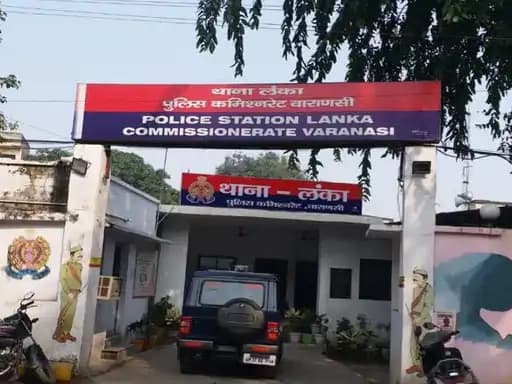 थाना लंका
पुलिस कमिश्नरेट वाराणसी
POLICE STATION LANKA
COMMISSIONERATE VARANASI
थाना - लंका
पुलिस कमिश्नरेट, वाराणसी